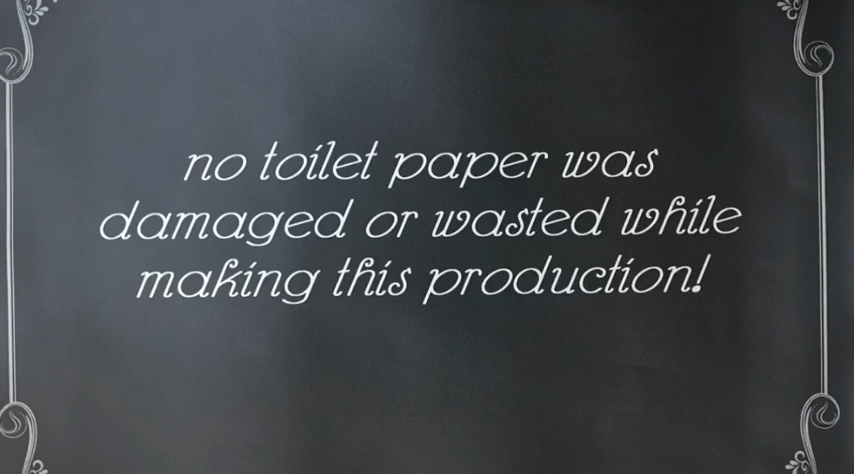 no toilet paper was
damaged or wasted while
making this production!